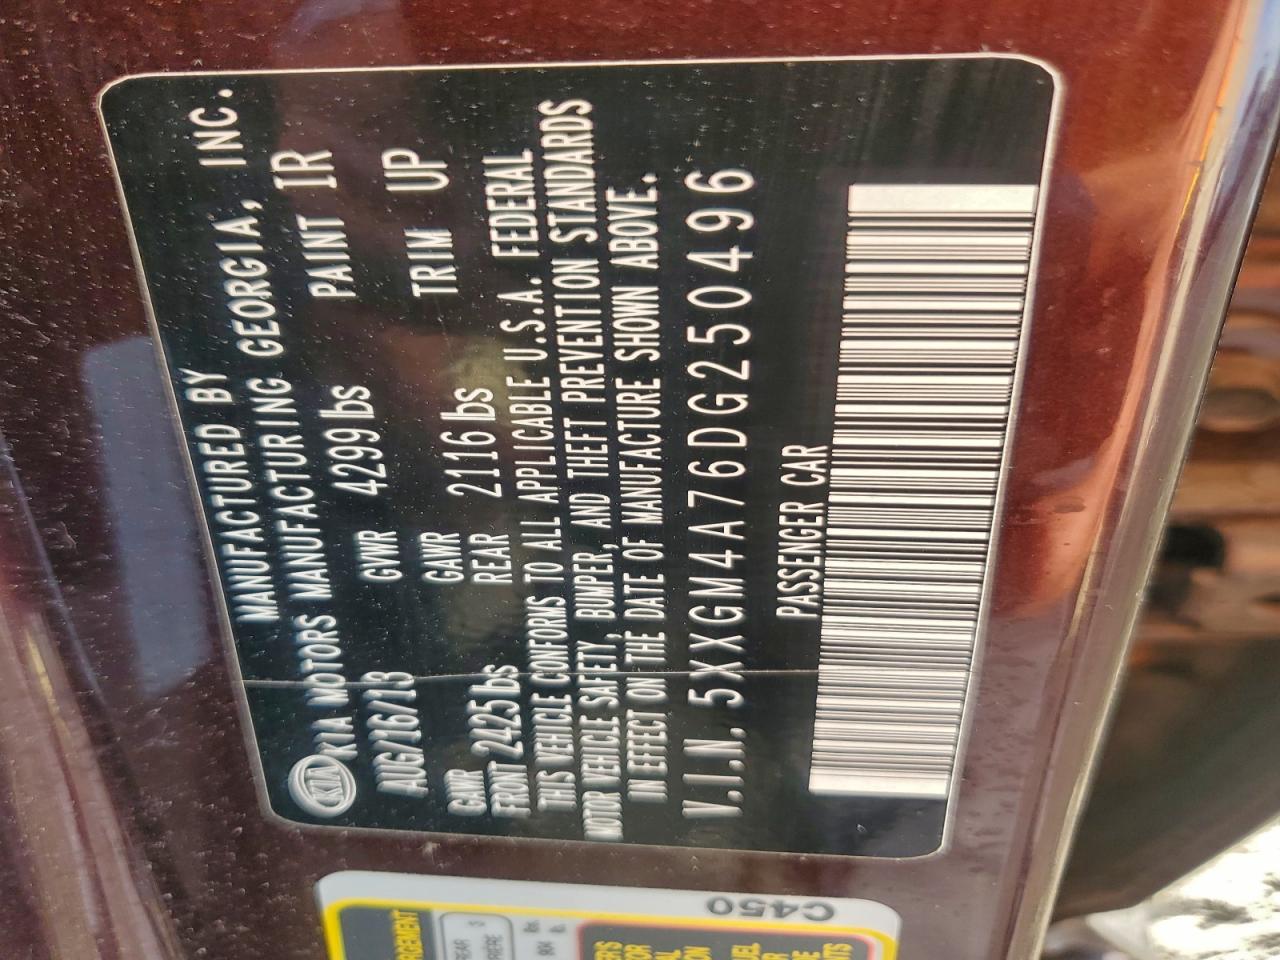 MANUFACTURED BY
KIA KIA MOTORS MANUFACTURING GEORGIA, INC.
AUG/16/13 GVWR 4299 lbs PAINT IR
GAWR GAWR TRIM UP
FRONT 2425 lbs REAR 2116 lbs
THIS VEHICLE CONFORMS TO ALL APPLICABLE U.S.A. FEDERAL
MOTOR VEHICLE SAFETY, BUMPER, AND THEFT PREVENTION STANDARDS
IN EFFECT ON THE DATE OF MANUFACTURE SHOWN ABOVE.
V.I.N. 5XXGM4A76DG250496
PASSENGER CAR
C450